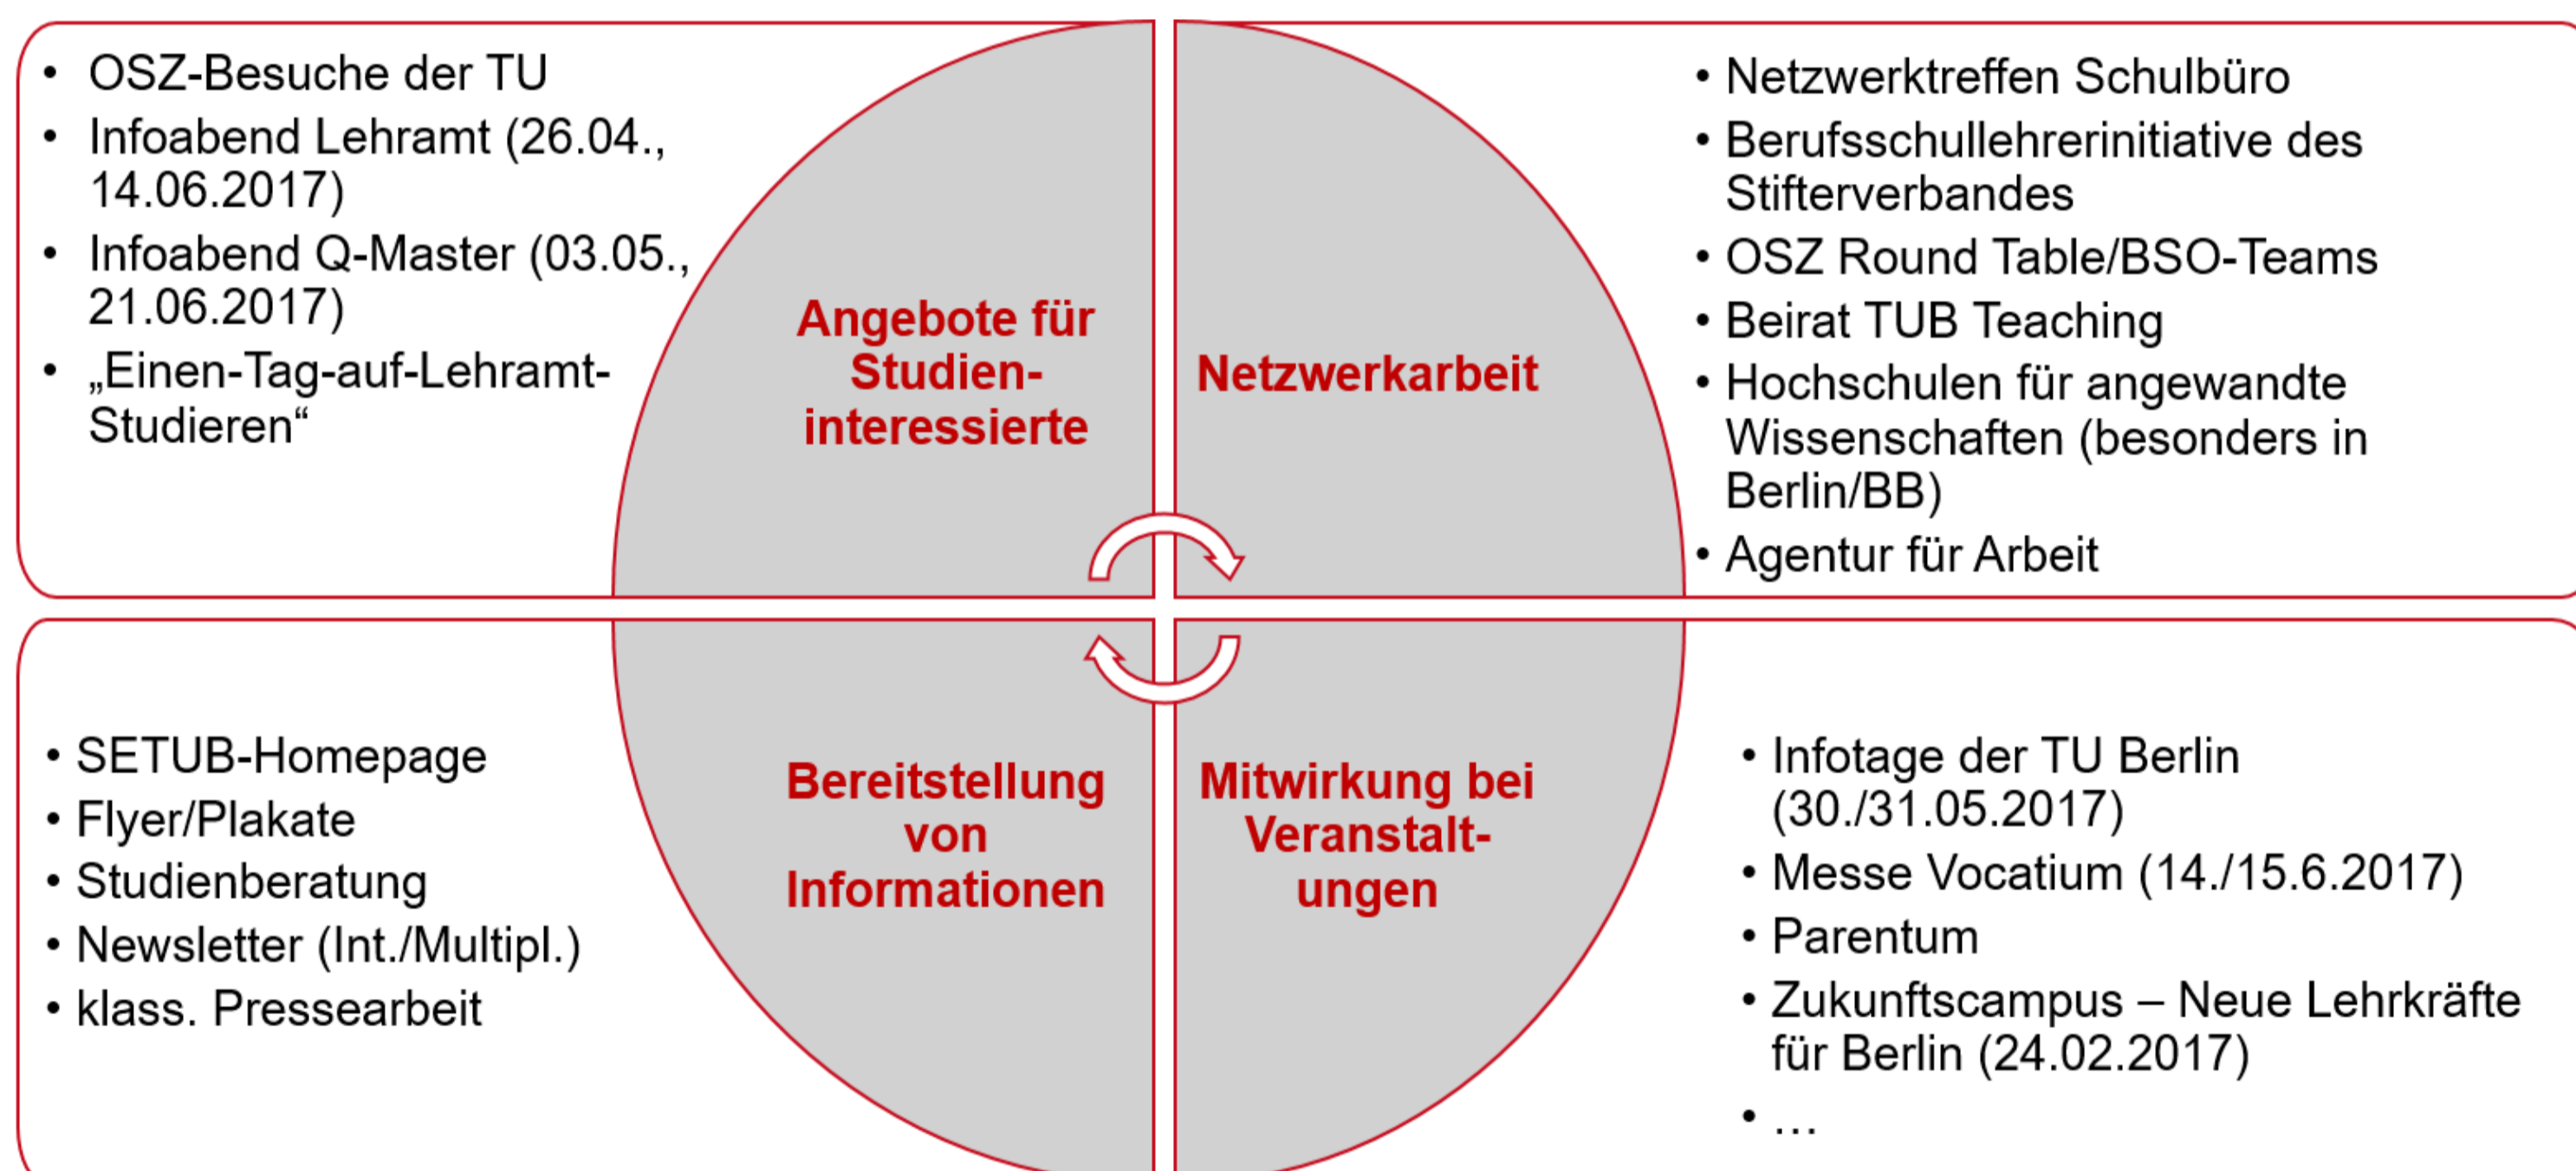 • OSZ-Besuche der TU
• Infoabend Lehramt (26.04.,
14.06.2017)
• Infoabend Q-Master (03.05.,
21.06.2017)
• „Einen-Tag-auf-Lehramt-
Studieren“
Angebote für
Studien-
interessierte
Netzwerkarbeit
• Netzwerktreffen Schulbüro
• Berufsschullehrerinitiative des
Stifterverbandes
• OSZ Round Table/BSO-Teams
• Beirat TUB Teaching
• Hochschulen für angewandte
Wissenschaften (besonders in
Berlin/BB)
• Agentur für Arbeit
• SETUB-Homepage
• Flyer/Plakate
• Studienberatung
• Newsletter (Int./Multipl.)
• klass. Pressearbeit
Bereitstellung
von
Informationen
Mitwirkung bei
Veranstalt-
ungen
• Infotage der TU Berlin
(30./31.05.2017)
• Messe Vocatium (14./15.6.2017)
• Parentum
• Zukunftscampus – Neue Lehrkräfte
für Berlin (24.02.2017)
• …